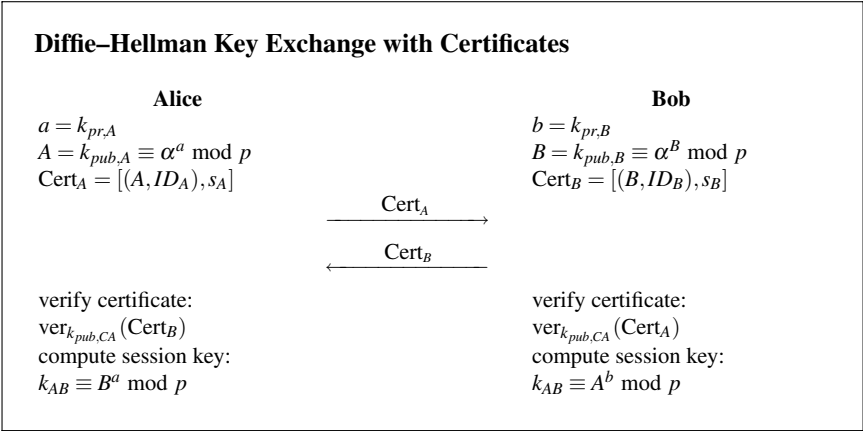 Diffie–Hellman Key Exchange with Certificates
Alice Bob
a = k_{pr,A} b = k_{pr,B}
A = k_{pub,A} ≡ α^a mod p B = k_{pub,B} ≡ α^B mod p
Cert_A = [(A, ID_A), s_A] Cert_B = [(B, ID_B), s_B]
Cert_A
Cert_B
verify certificate: verify certificate:
ver_{k_{pub,CA}}(Cert_B) ver_{k_{pub,CA}}(Cert_A)
compute session key: compute session key:
k_{AB} ≡ B^a mod p k_{AB} ≡ A^b mod p